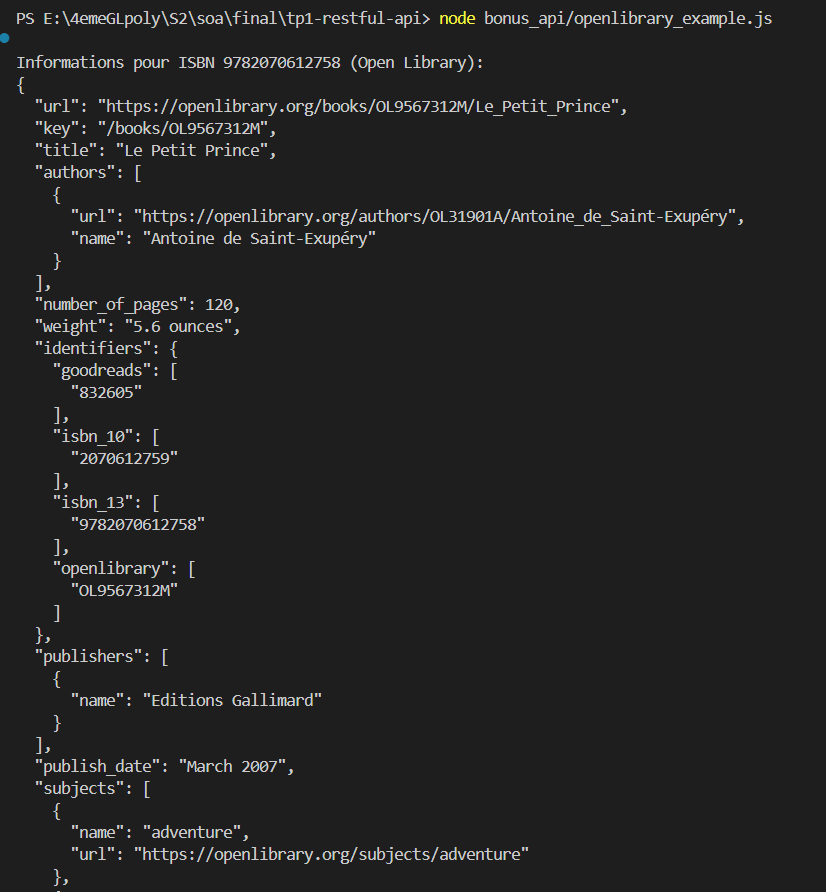 PS E:\4emeGLpoly\S2\soa\final\tp1-restful-api> node bonus_api/openlibrary_example.js
Informations pour ISBN 9782070612758 (Open Library):
{
  "url": "https://openlibrary.org/books/OL9567312M/Le_Petit_Prince",
  "key": "/books/OL9567312M",
  "title": "Le Petit Prince",
  "authors": [
    {
      "url": "https://openlibrary.org/authors/OL31901A/Antoine_de_Saint-Exupéry",
      "name": "Antoine de Saint-Exupéry"
    }
  ],
  "number_of_pages": 120,
  "weight": "5.6 ounces",
  "identifiers": {
    "goodreads": [
      "832605"
    ],
    "isbn_10": [
      "2070612759"
    ],
    "isbn_13": [
      "9782070612758"
    ],
    "openlibrary": [
      "OL9567312M"
    ]
  },
  "publishers": [
    {
      "name": "Editions Gallimard"
    }
  ],
  "publish_date": "March 2007",
  "subjects": [
    {
      "name": "adventure",
      "url": "https://openlibrary.org/subjects/adventure"
    },